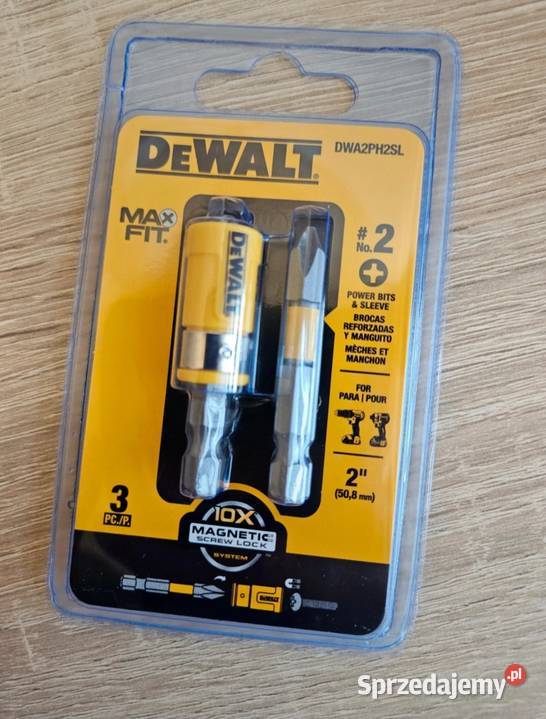 DEWALT
DWA2PH2SL
MAX
FIT.
# 2
No.
POWER BITS
& SLEEVE
BROCAS
REFORZADAS
Y MANGUITO
MÈCHES ET
MANCHON
FOR
PARA | POUR
2"
(50,8 mm)
DEWALT
3
PC./P.
10X
MAGNETIC
SCREW LOCK
SYSTEM
DEWALT
Sprzedajemy.pl